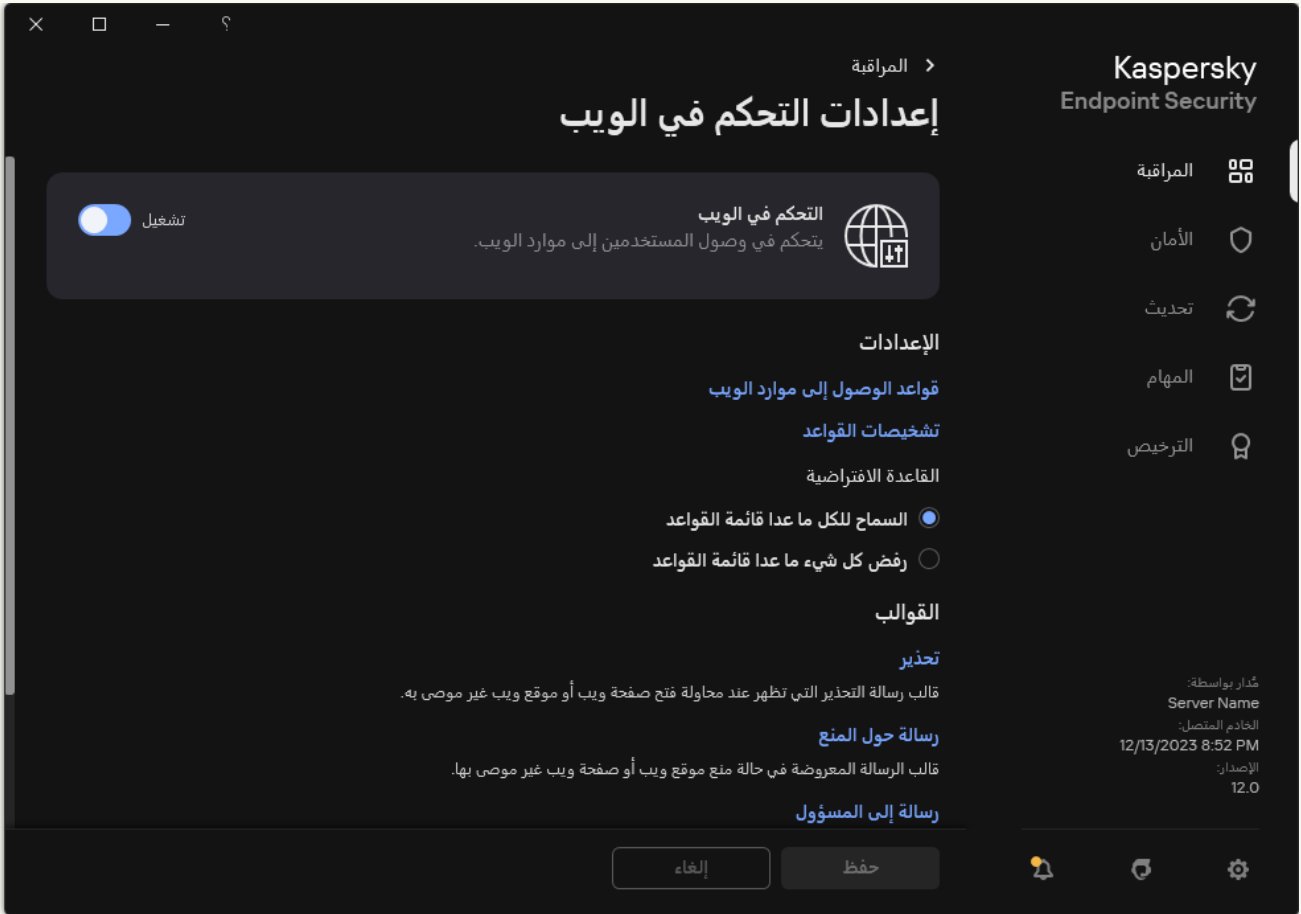 Kaspersky
Endpoint Security
المراقبة
الأمان
تحديث
المهام
الترخيص
مُدار بواسطة:
Server Name
الخادم المتصل:
12/13/2023 8:52 PM
الإصدار:
12.0
؟
المراقبة
إعدادات التحكم في الويب
التحكم في الويب
يتحكم في وصول المستخدمين إلى موارد الويب.
تشغيل
الإعدادات
قواعد الوصول إلى موارد الويب
تشخيصات القواعد
القاعدة الافتراضية
السماح للكل ما عدا قائمة القواعد
رفض كل شيء ما عدا قائمة القواعد
القوالب
تحذير
قالب رسالة التحذير التي تظهر عند محاولة فتح صفحة ويب أو موقع ويب غير موصى به.
رسالة حول المنع
قالب الرسالة المعروضة في حالة منع موقع ويب أو صفحة ويب غير موصى بها.
رسالة إلى المسؤول
حفظ
إلغاء